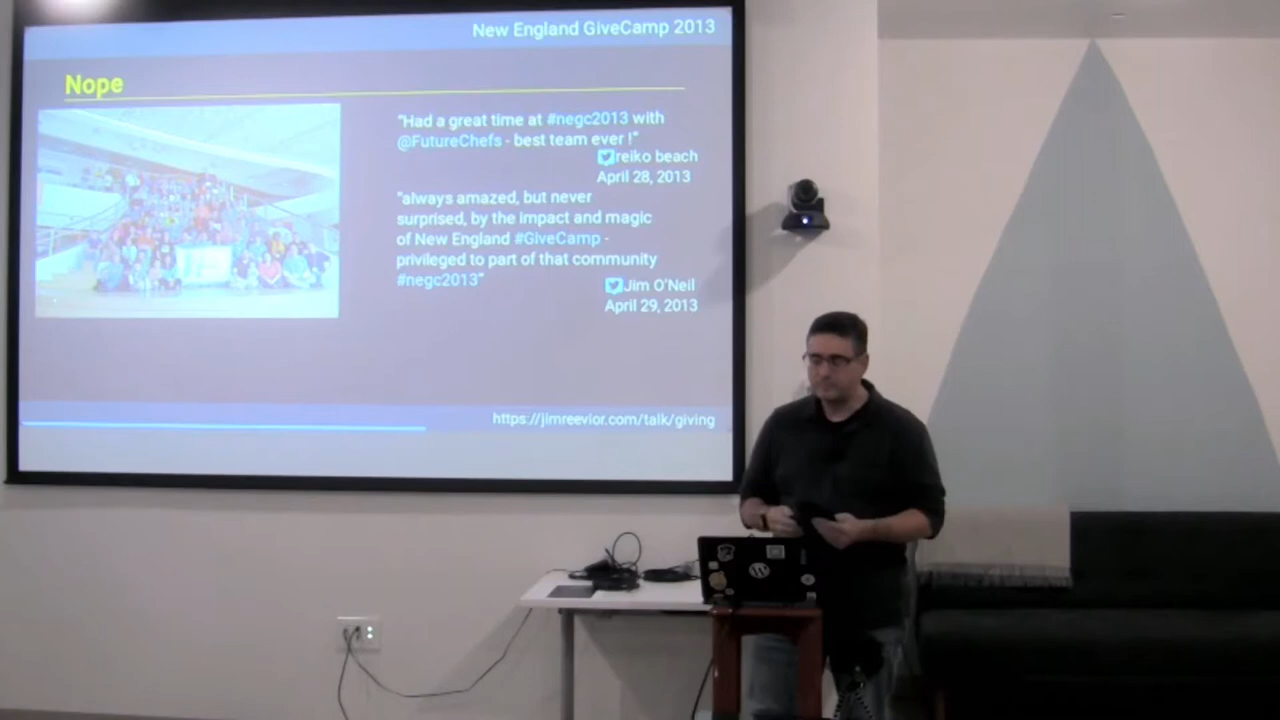 New England GiveCamp 2013
Nope
"Had a great time at #negc2013 with
@FutureChefs - best team ever !"
reiko beach
April 28, 2013
"always amazed, but never
surprised, by the impact and magic
of New England #GiveCamp -
privileged to part of that community
#negc2013"
Jim O'Neil
April 29, 2013
https://jimreevior.com/talk/giving